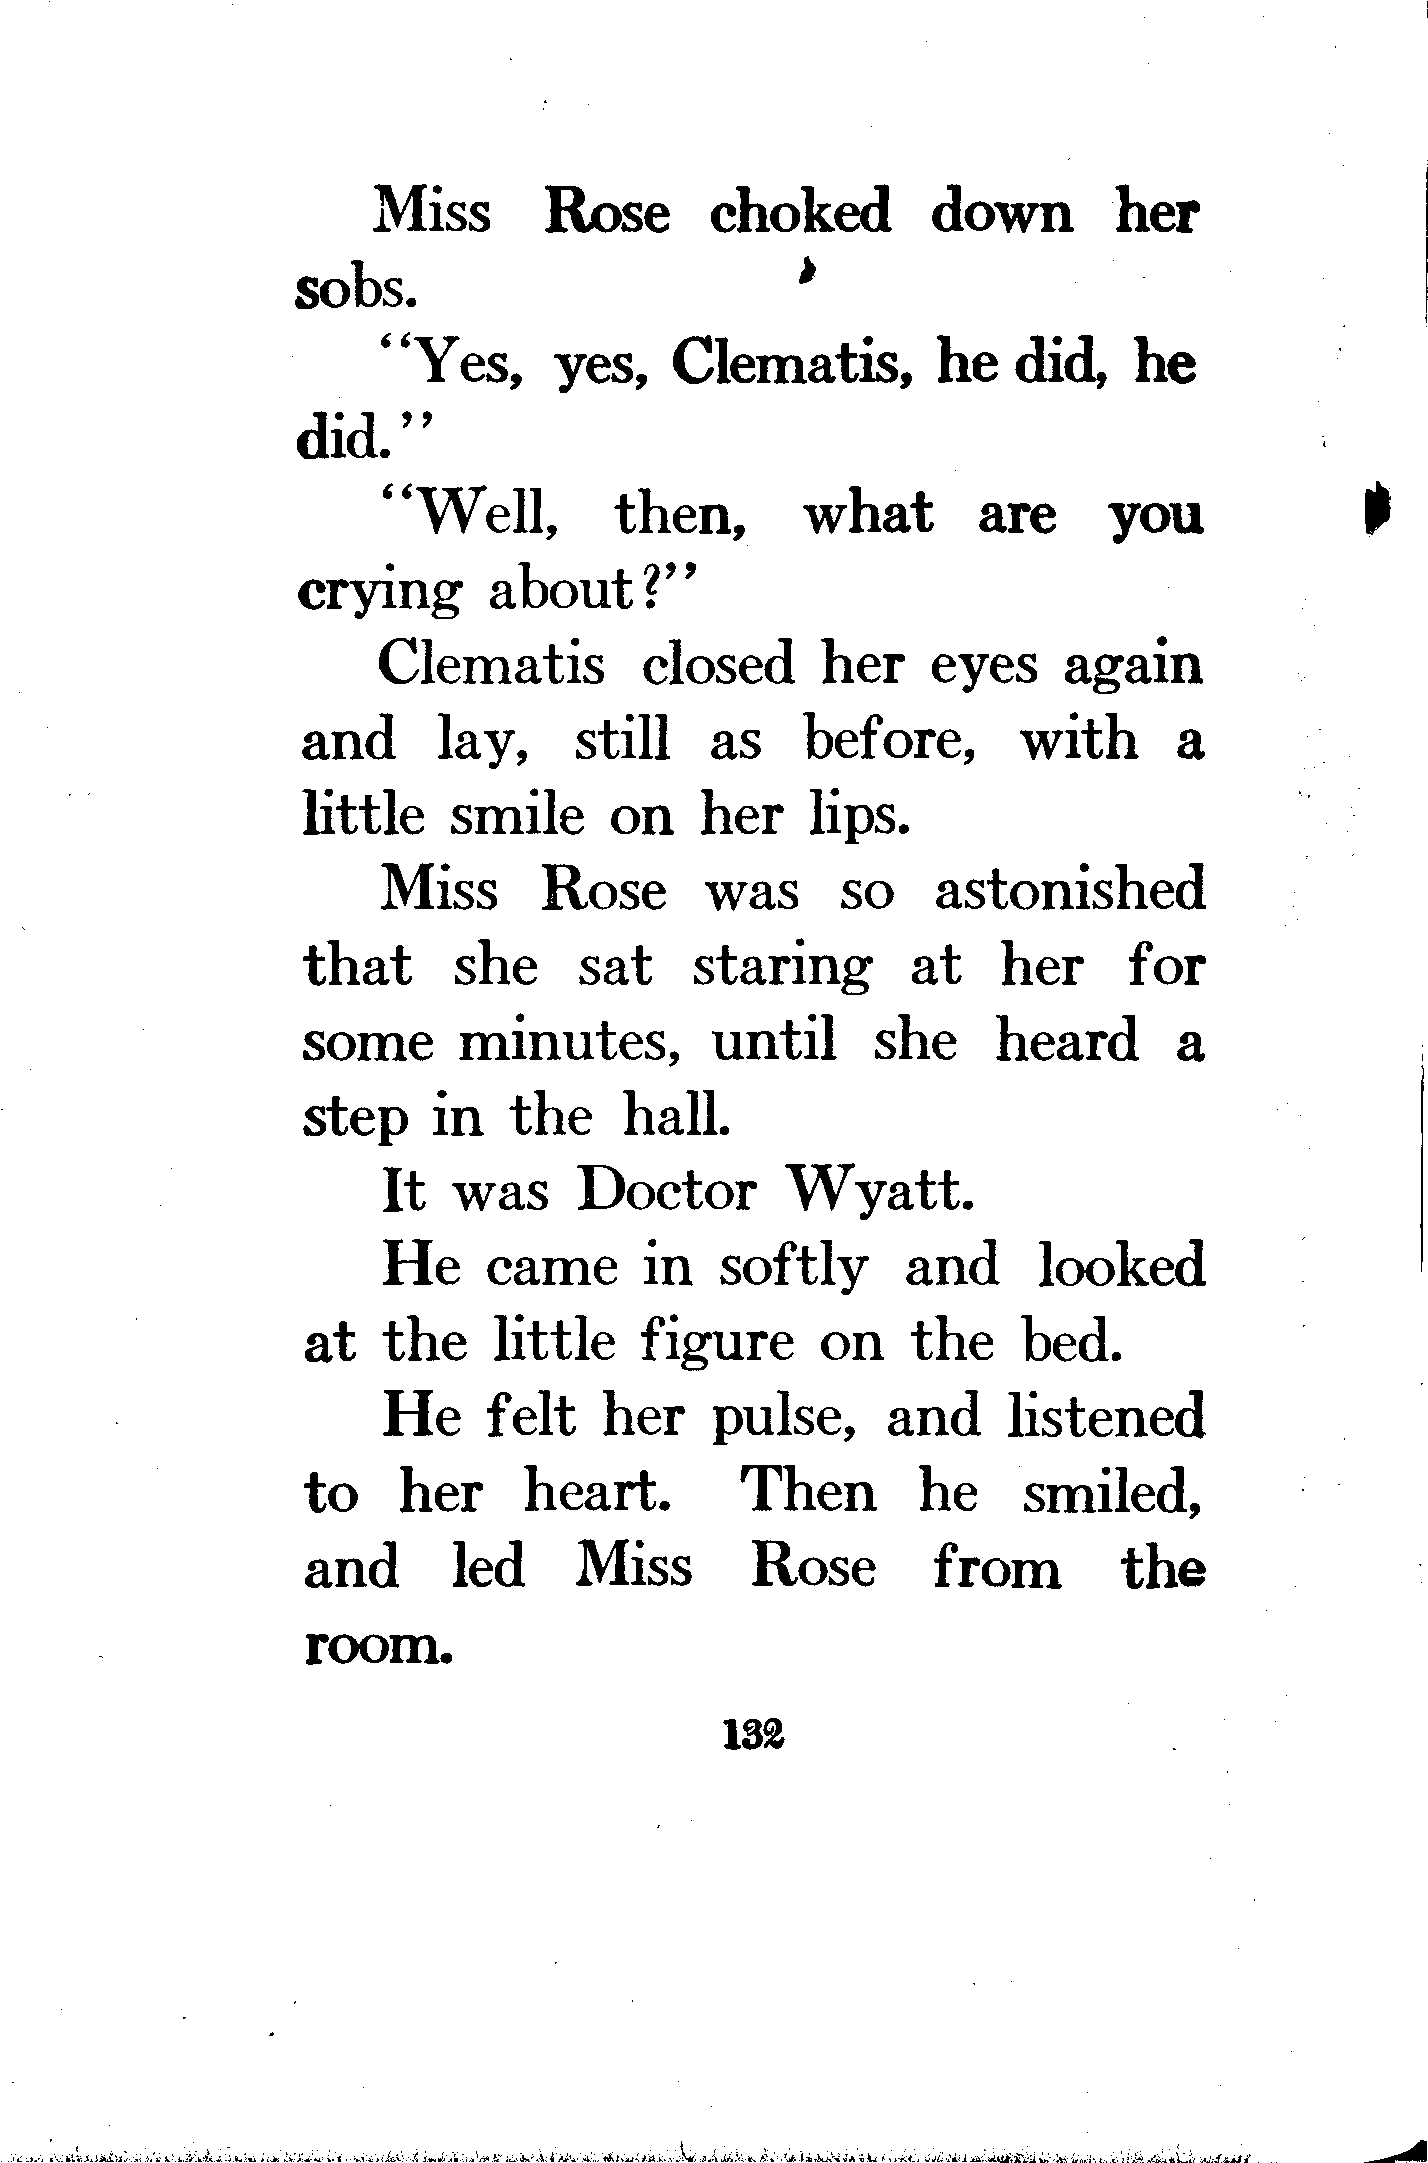 Miss Rose choked down her
sobs.
"Yes, yes, Clematis, he did, he
did."
"Well, then, what are you
crying about?"
Clematis closed her eyes again
and lay, still as before, with a
little smile on her lips.
Miss Rose was so astonished
that she sat staring at her for
some minutes, until she heard a
step in the hall.
It was Doctor Wyatt.
He came in softly and looked
at the little figure on the bed.
He felt her pulse, and listened
to her heart. Then he smiled,
and led Miss Rose from the
room.
132